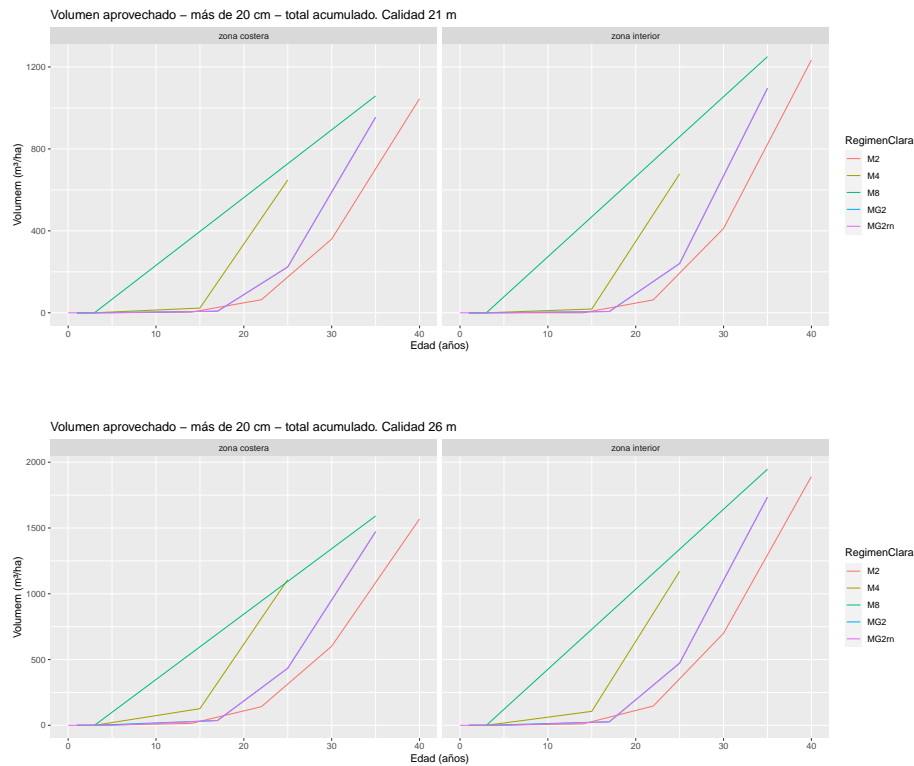 Volumen aprovechado – más de 20 cm – total acumulado. Calidad 21 m
zona costera
zona interior
1200
800
400
0
Volumem (m³/ha)
0 10 20 30 40
0 10 20 30 40
Edad (años)
RegimenClara
M2
M4
M8
MG2
MG2rn
Volumen aprovechado – más de 20 cm – total acumulado. Calidad 26 m
zona costera
zona interior
2000
1500
1000
500
0
Volumem (m³/ha)
0 10 20 30 40
0 10 20 30 40
Edad (años)
RegimenClara
M2
M4
M8
MG2
MG2rn